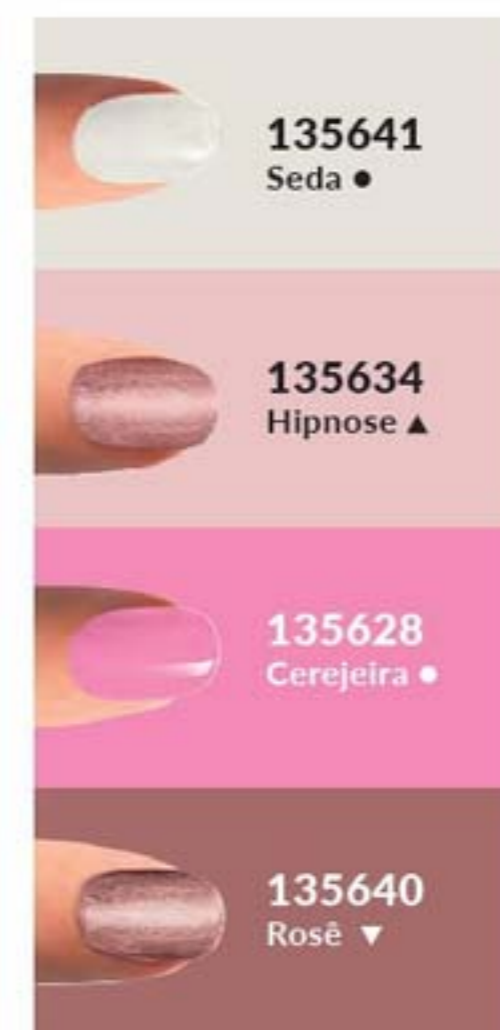 135641
Seda ●
135634
Hipnose ▲
135628
Cerejeira ●
135640
Rosê ▼